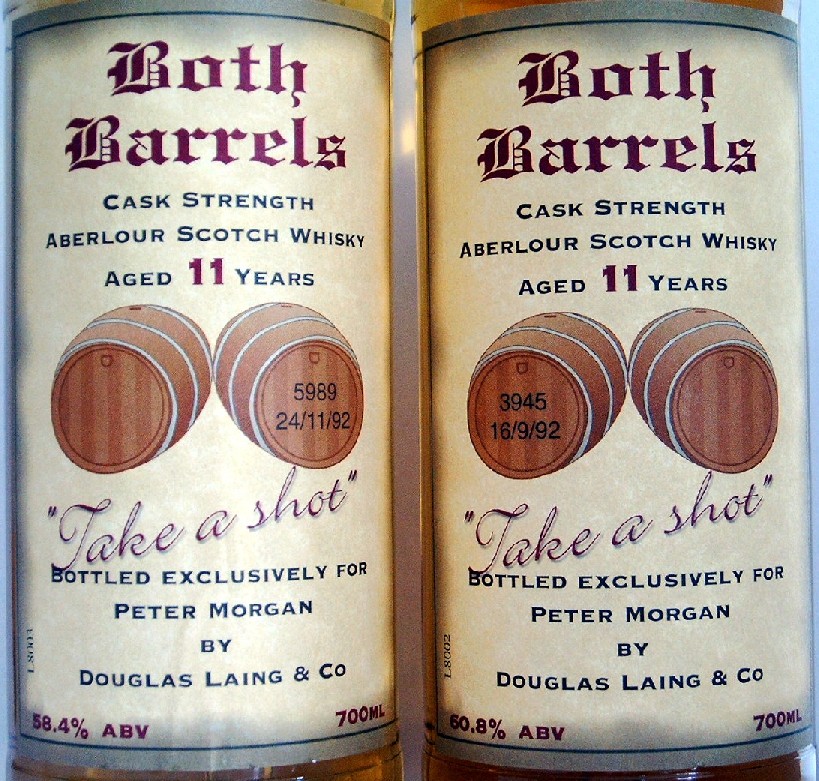 Both
Barrels
CASK STRENGTH
ABERLOUR SCOTCH WHISKY
AGED 11 YEARS
5989
24/11/92
"Take a shot"
BOTTLED EXCLUSIVELY FOR
PETER MORGAN
BY
DOUGLAS LAING & CO
L8003
58.4% ABV
700ML
Both
Barrels
CASK STRENGTH
ABERLOUR SCOTCH WHISKY
AGED 11 YEARS
3945
16/9/92
"Take a shot"
BOTTLED EXCLUSIVELY FOR
PETER MORGAN
BY
DOUGLAS LAING & CO
L8002
60.8% ABV
700ML